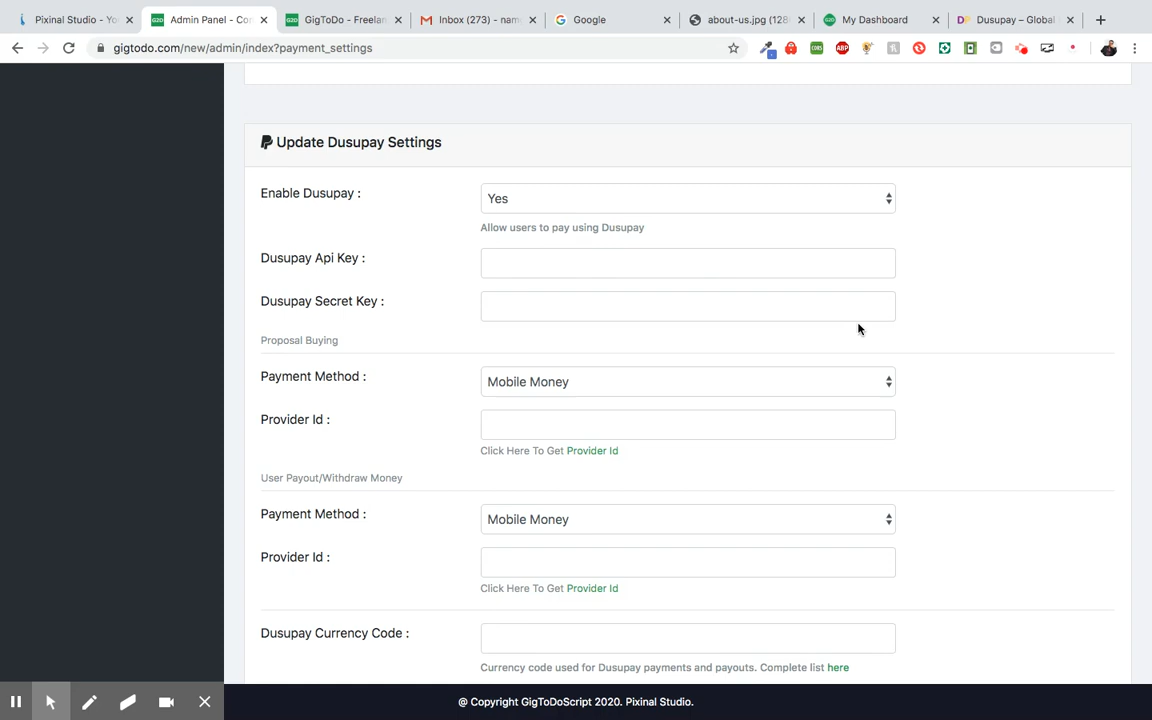 Pixinal Studio - Yo
Admin Panel - Co
GigToDo - Freelan
Inbox (273) - nam
Google
about-us.jpg (128
My Dashboard
Dusupay – Global
gigtodo.com/new/admin/index?payment_settings
Update Dusupay Settings
Enable Dusupay :
Yes
Allow users to pay using Dusupay
Dusupay Api Key :
Dusupay Secret Key :
Proposal Buying
Payment Method :
Mobile Money
Provider Id :
Click Here To Get Provider Id
User Payout/Withdraw Money
Payment Method :
Mobile Money
Provider Id :
Click Here To Get Provider Id
Dusupay Currency Code :
Currency code used for Dusupay payments and payouts. Complete list here
@ Copyright GigToDoScript 2020. Pixinal Studio.